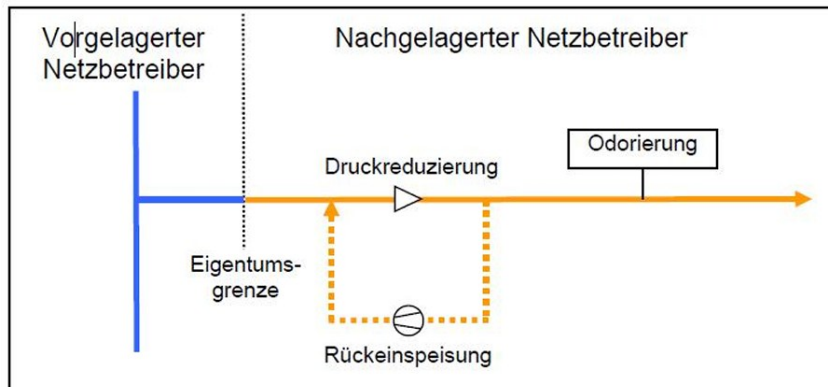 Vorgelagerter
Netzbetreiber
Nachgelagerter Netzbetreiber
Odorierung
Druckreduzierung
Eigentums-
grenze
Rückeinspeisung